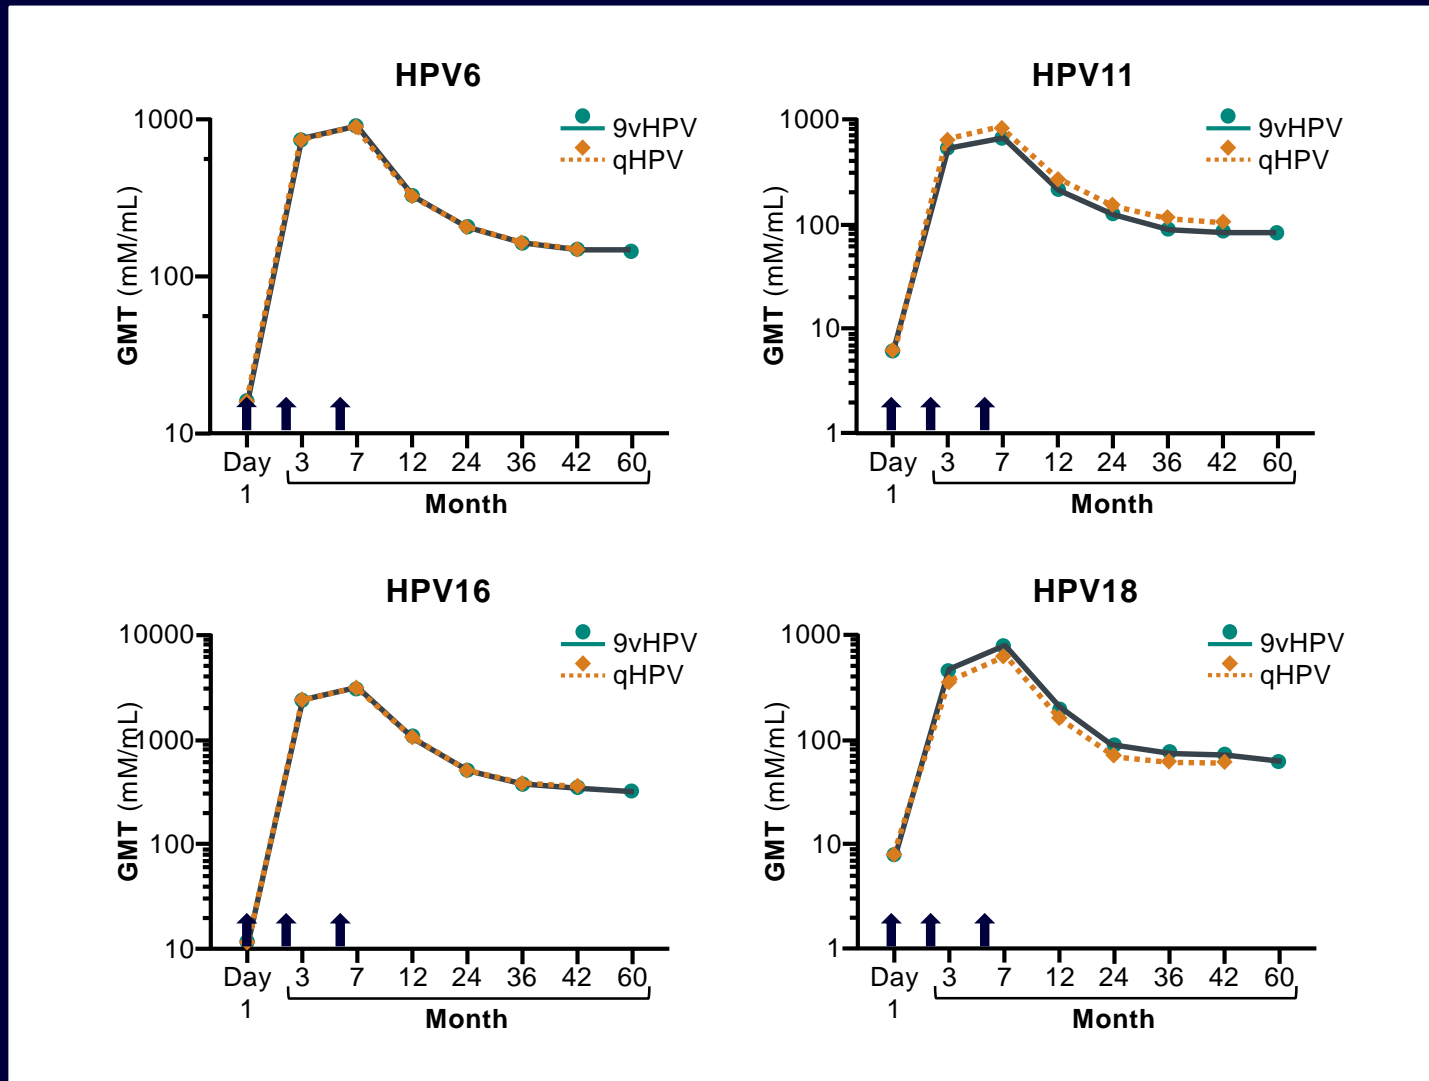 HPV6
1000
100
10
GMT (mM/mL)
9vHPV
qHPV
Day 1 3 7 12 24 36 42 60
Month
HPV11
1000
100
10
1
GMT (mM/mL)
9vHPV
qHPV
Day 1 3 7 12 24 36 42 60
Month
HPV16
10000
1000
100
10
GMT (mM/mL)
9vHPV
qHPV
Day 1 3 7 12 24 36 42 60
Month
HPV18
1000
100
10
1
GMT (mM/mL)
9vHPV
qHPV
Day 1 3 7 12 24 36 42 60
Month